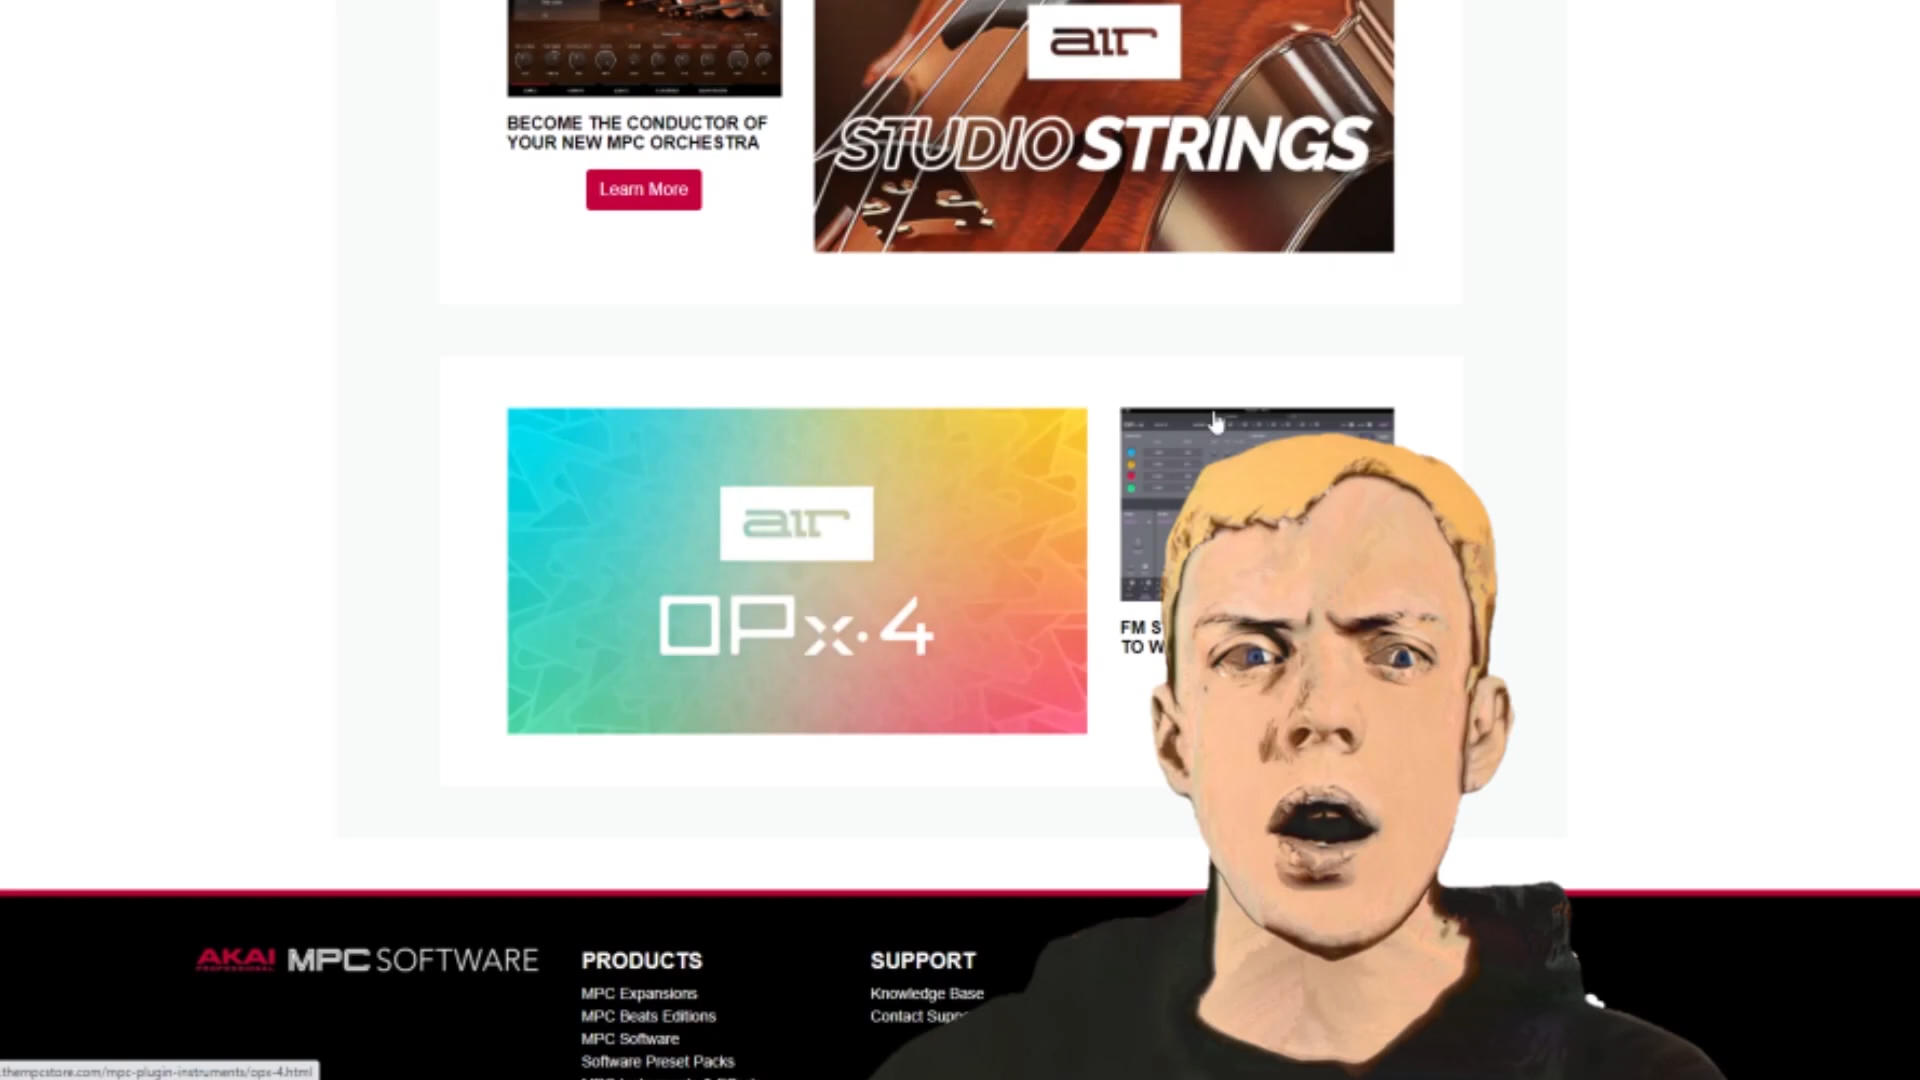 BECOME THE CONDUCTOR OF
YOUR NEW MPC ORCHESTRA
Learn More
air
STUDIO STRINGS
air
OPx·4
FM S
TO W
AKAI MPC SOFTWARE
PROFESSIONAL
PRODUCTS
MPC Expansions
MPC Beats Editions
MPC Software
Software Preset Packs
SUPPORT
Knowledge Base
Contact
thempcstore.com/mpc-plugin-instruments/opx-4.html